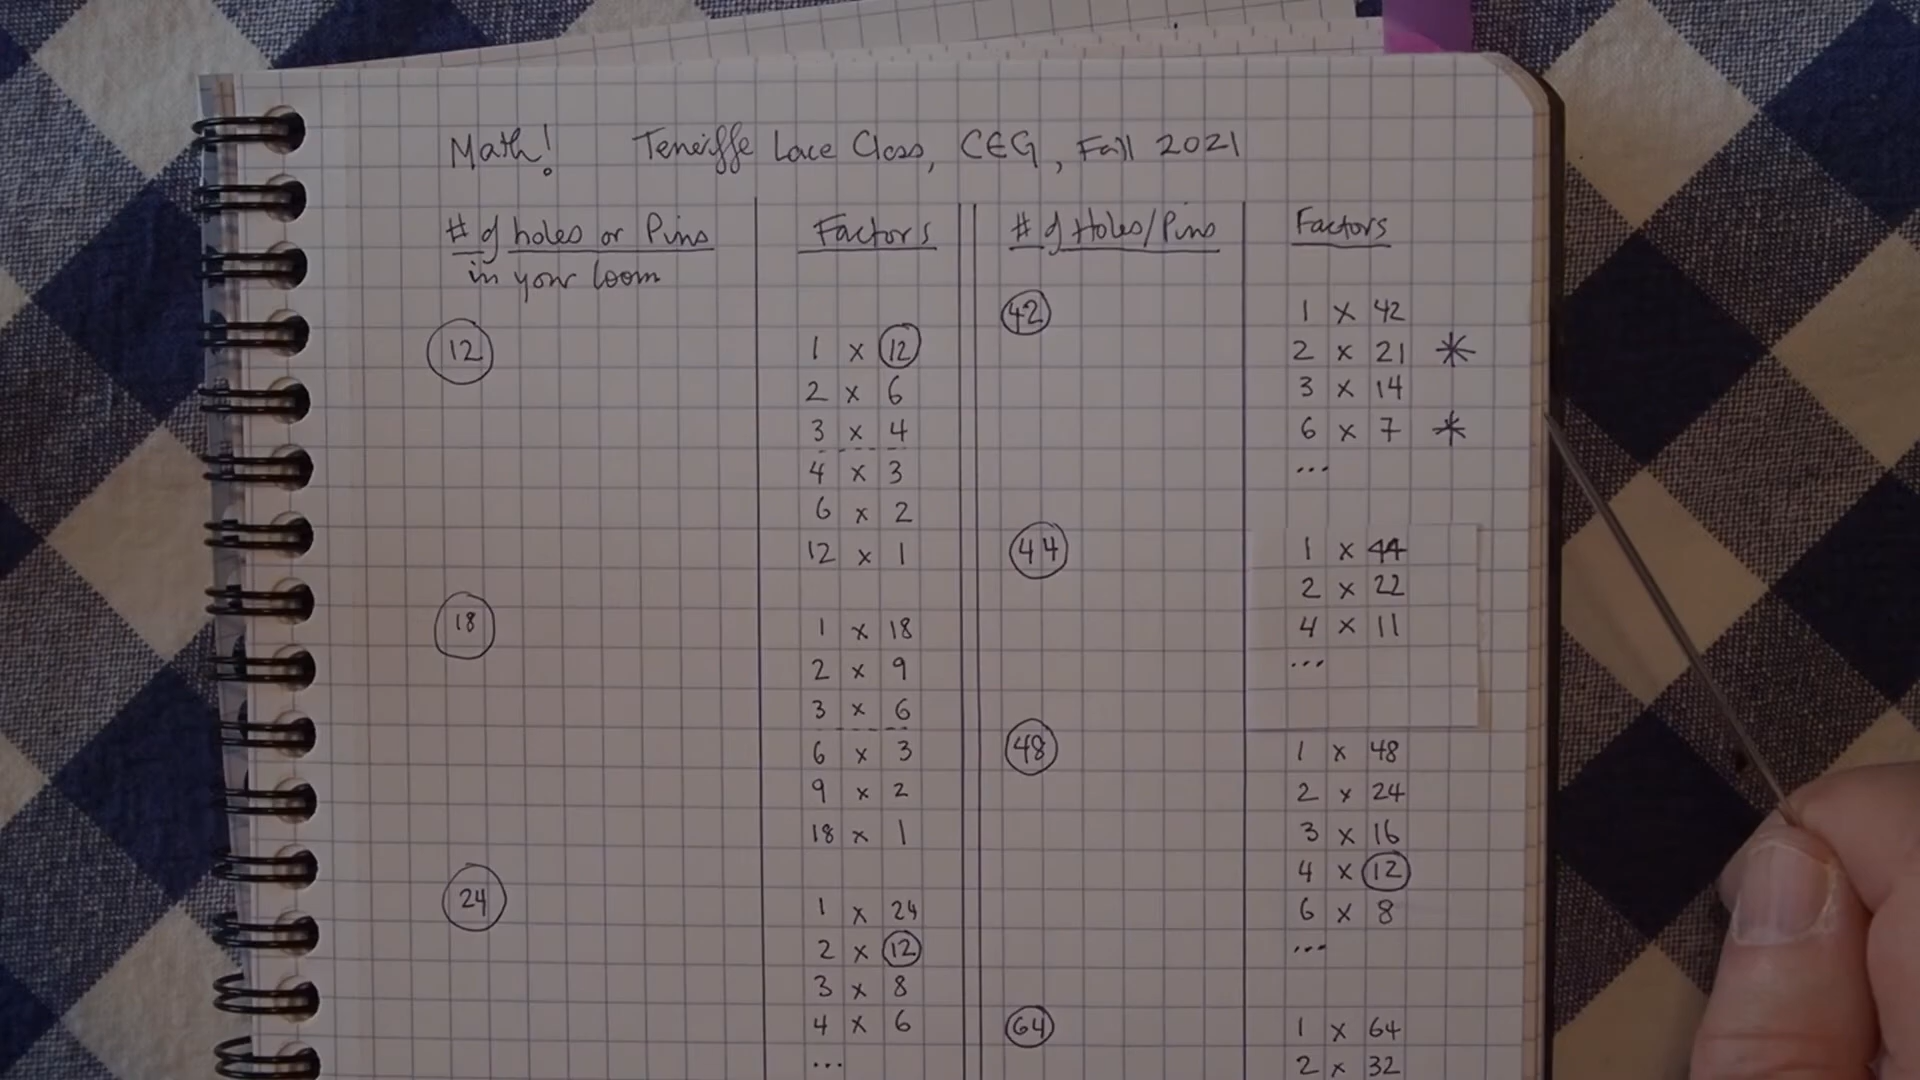 Math! Teneriffe Lace Class, CEG, Fall 2021
# of holes or Pins
in your loom
Factors
12
1 x 12
2 x 6
3 x 4
4 x 3
6 x 2
12 x 1
18
1 x 18
2 x 9
3 x 6
6 x 3
9 x 2
18 x 1
24
1 x 24
2 x 12
3 x 8
4 x 6
...
# of Holes/Pins
Factors
42
1 x 42
2 x 21 *
3 x 14
6 x 7 *
...
44
1 x 44
2 x 22
4 x 11
...
48
1 x 48
2 x 24
3 x 16
4 x 12
6 x 8
...
64
1 x 64
2 x 32